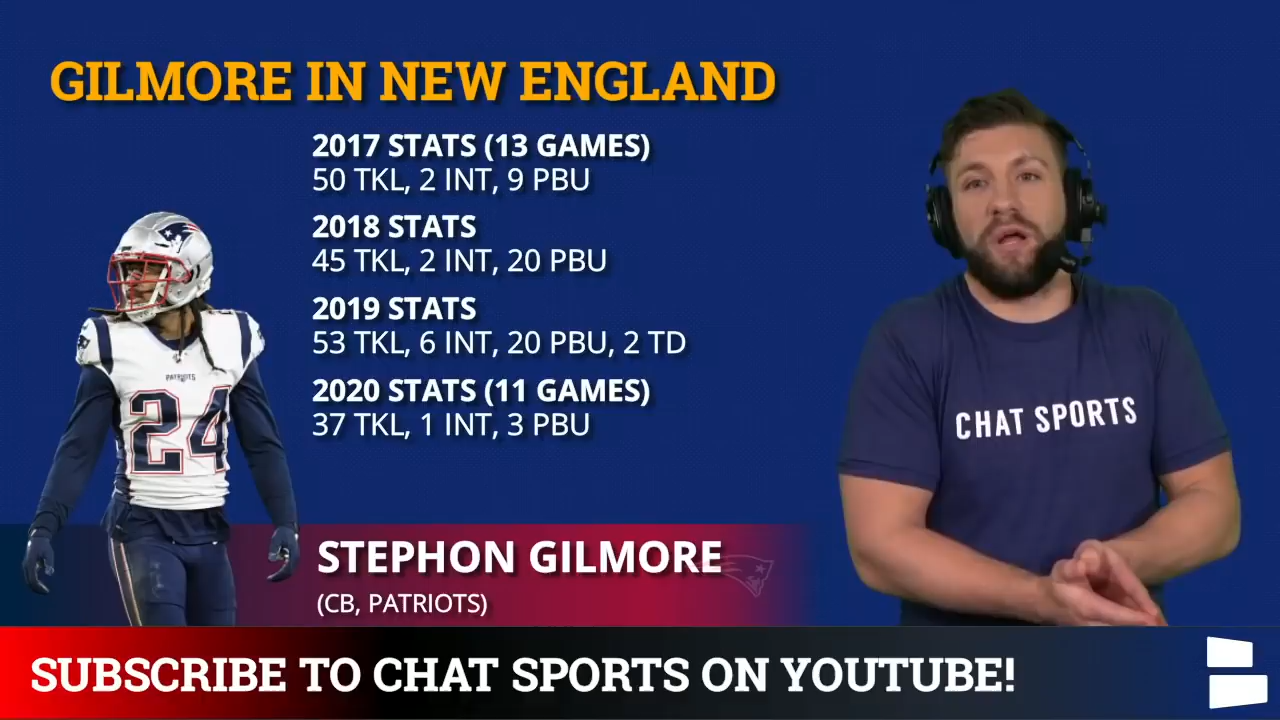 GILMORE IN NEW ENGLAND
2017 STATS (13 GAMES)
50 TKL, 2 INT, 9 PBU
2018 STATS
45 TKL, 2 INT, 20 PBU
2019 STATS
53 TKL, 6 INT, 20 PBU, 2 TD
2020 STATS (11 GAMES)
37 TKL, 1 INT, 3 PBU
PATRIOTS
24
CHAT SPORTS
STEPHON GILMORE
(CB, PATRIOTS)
SUBSCRIBE TO CHAT SPORTS ON YOUTUBE!